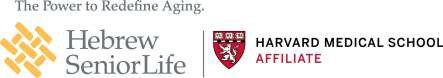 The Power to Redefine Aging.
Hebrew
SeniorLife
HARVARD MEDICAL SCHOOL
AFFILIATE